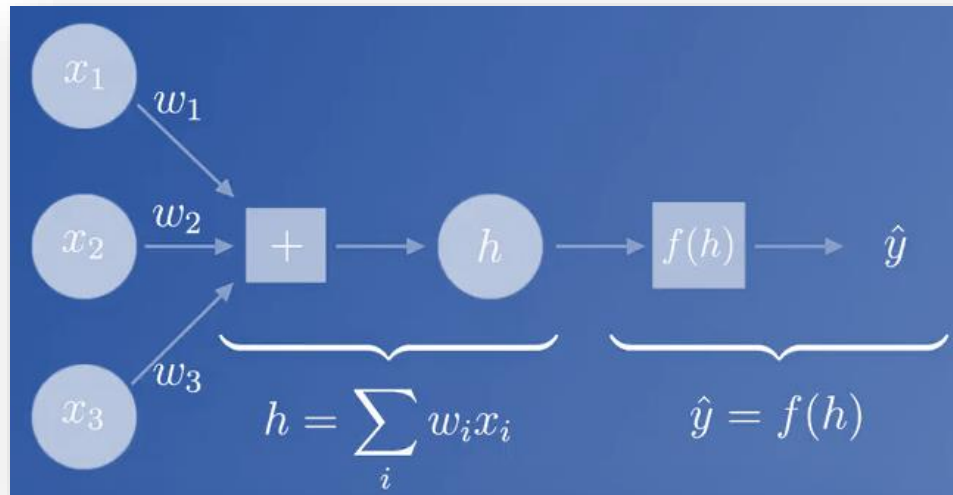 x₁
w₁
x₂
w₂
+
h
f(h)
ŷ
x₃
w₃
h = ∑ᵢ wᵢxᵢ
ŷ = f(h)